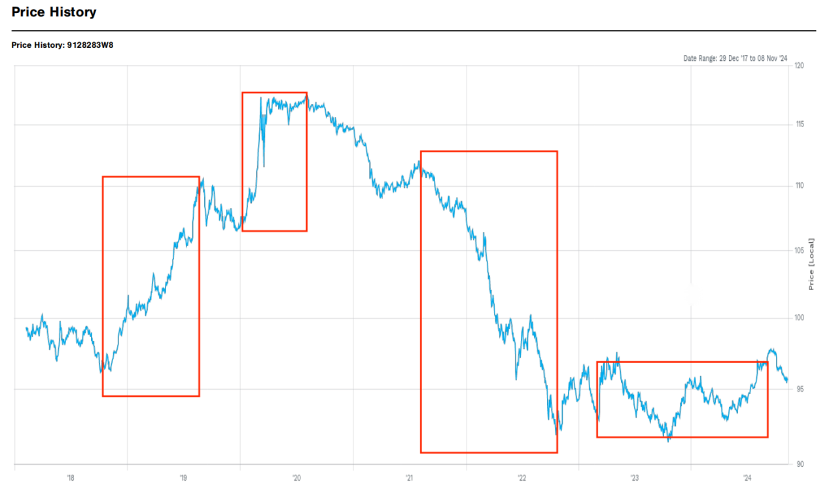 Price History
Price History: 9128283W8
Date Range: 29 Dec '17 to 08 Nov '24
120
115
110
105
100
95
90
Price [Local]
'18 '19 '20 '21 '22 '23 '24